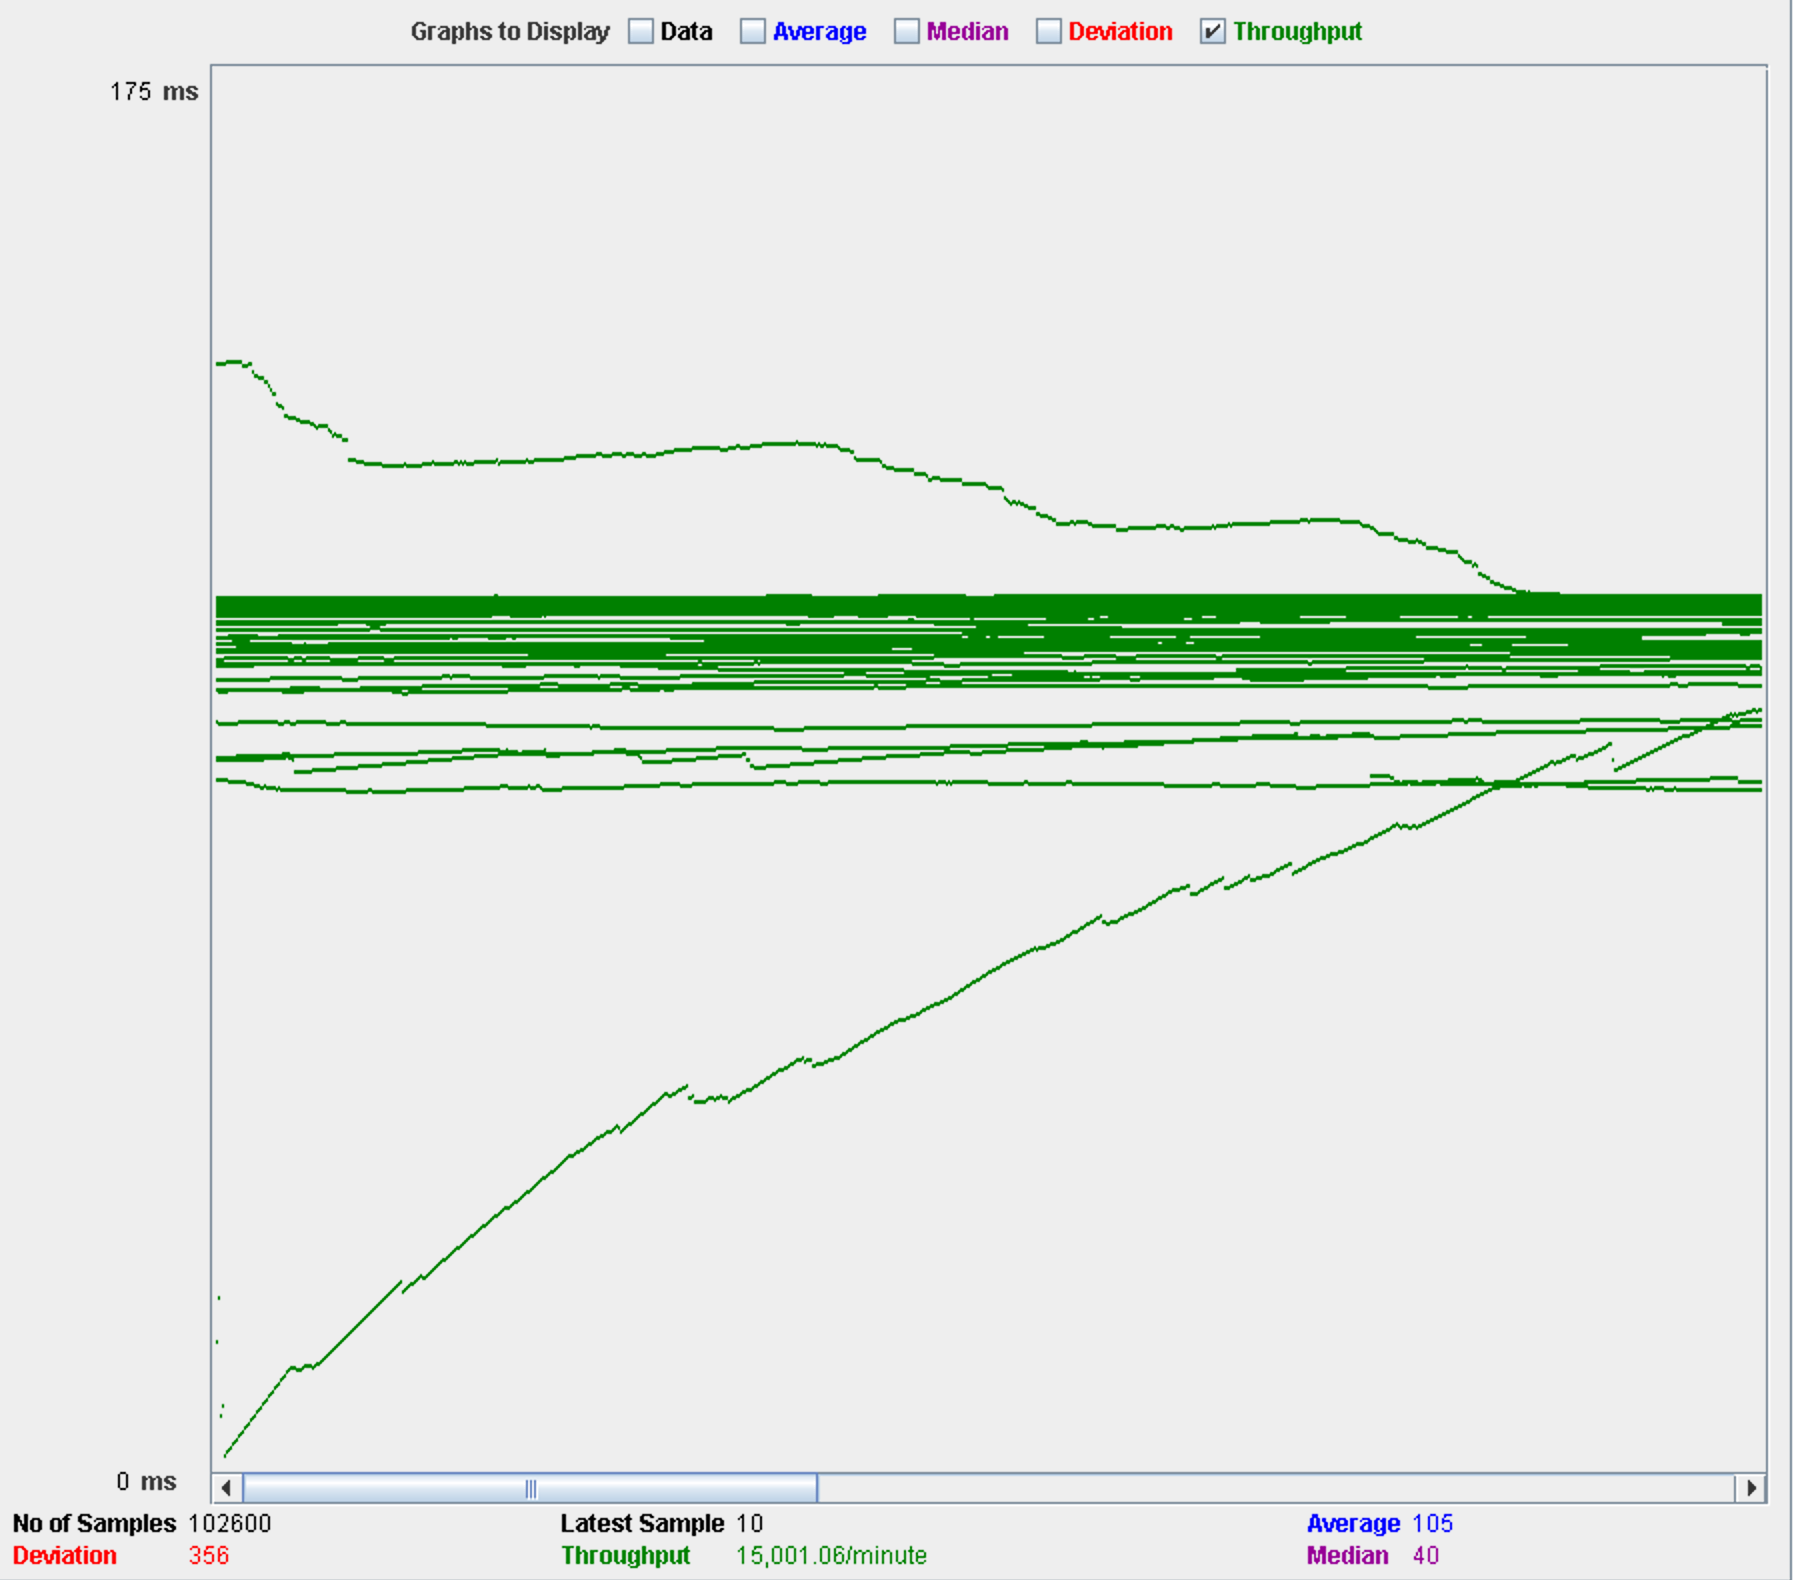 Graphs to Display Data Average Median Deviation Throughput
175 ms
0 ms
No of Samples 102600 Latest Sample 10 Average 105
Deviation 356 Throughput 15,001.06/minute Median 40